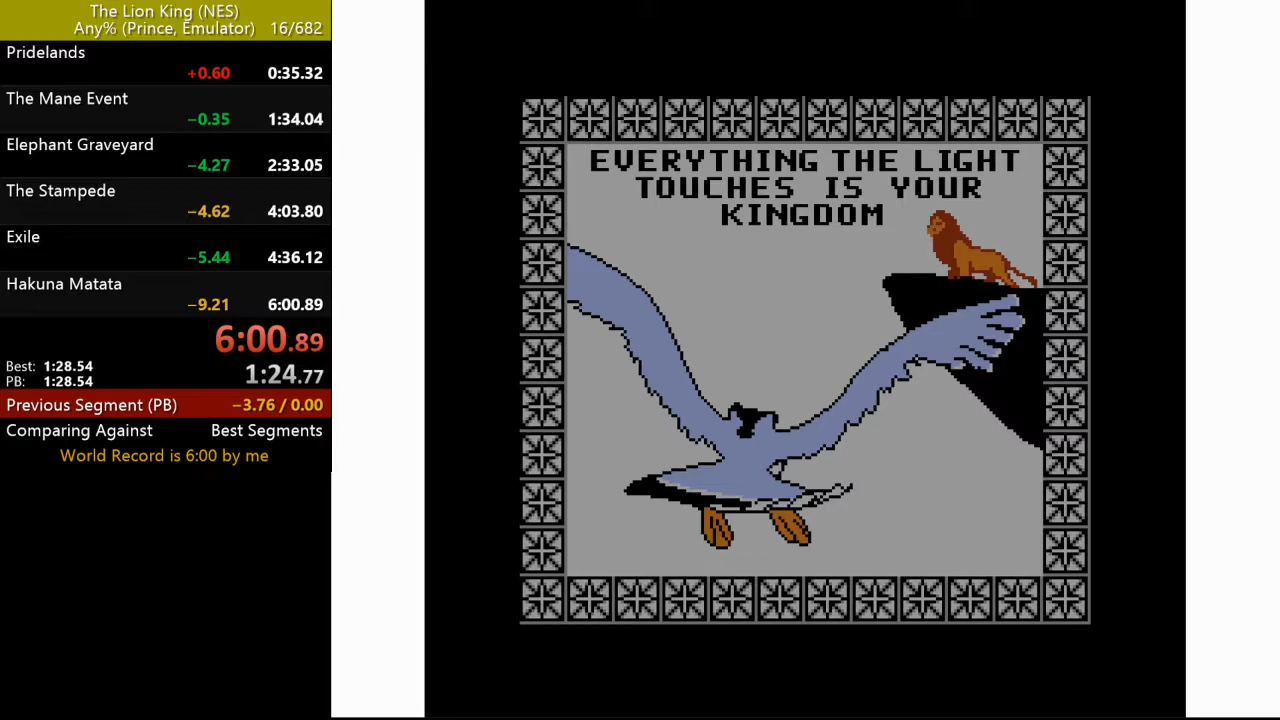 The Lion King (NES)
Any% (Prince, Emulator) 16/682
Pridelands
+0.60 0:35.32
The Mane Event
−0.35 1:34.04
Elephant Graveyard
−4.27 2:33.05
The Stampede
−4.62 4:03.80
Exile
−5.44 4:36.12
Hakuna Matata
−9.21 6:00.89
6:00.89
Best: 1:28.54
PB: 1:28.54
1:24.77
Previous Segment (PB) −3.76 / 0.00
Comparing Against Best Segments
World Record is 6:00 by me
EVERYTHING THE LIGHT
TOUCHES IS YOUR
KINGDOM